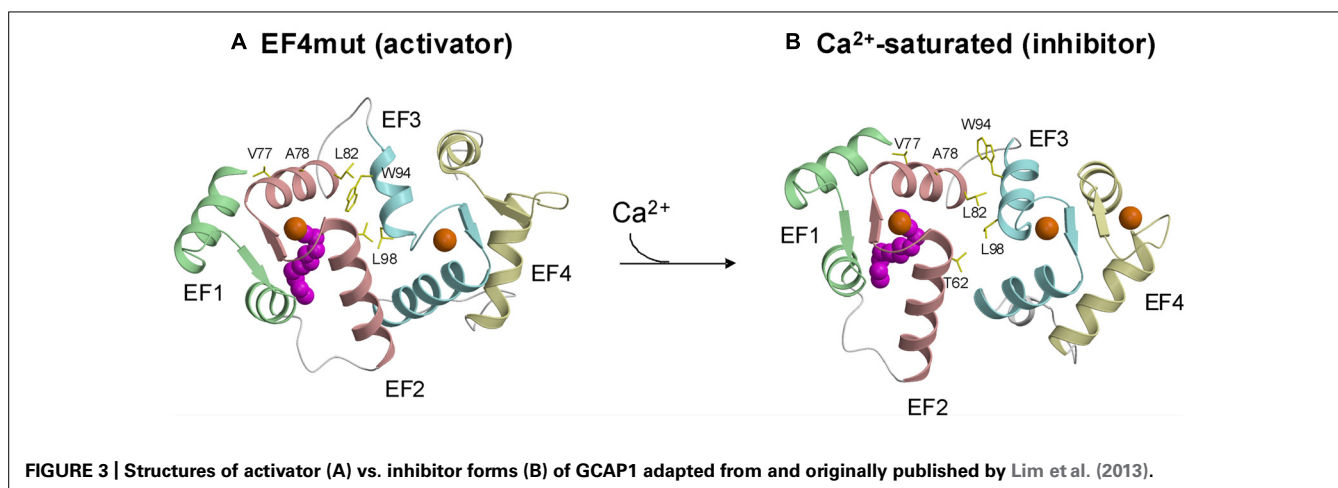 A EF4mut (activator)
B Ca²⁺-saturated (inhibitor)
EF3
V77
A78
L82
W94
L98
EF1
EF4
EF2
Ca²⁺
W94
EF3
V77
A78
L82
L98
EF1
T62
EF4
EF2
FIGURE 3 | Structures of activator (A) vs. inhibitor forms (B) of GCAP1 adapted from and originally published by Lim et al. (2013).